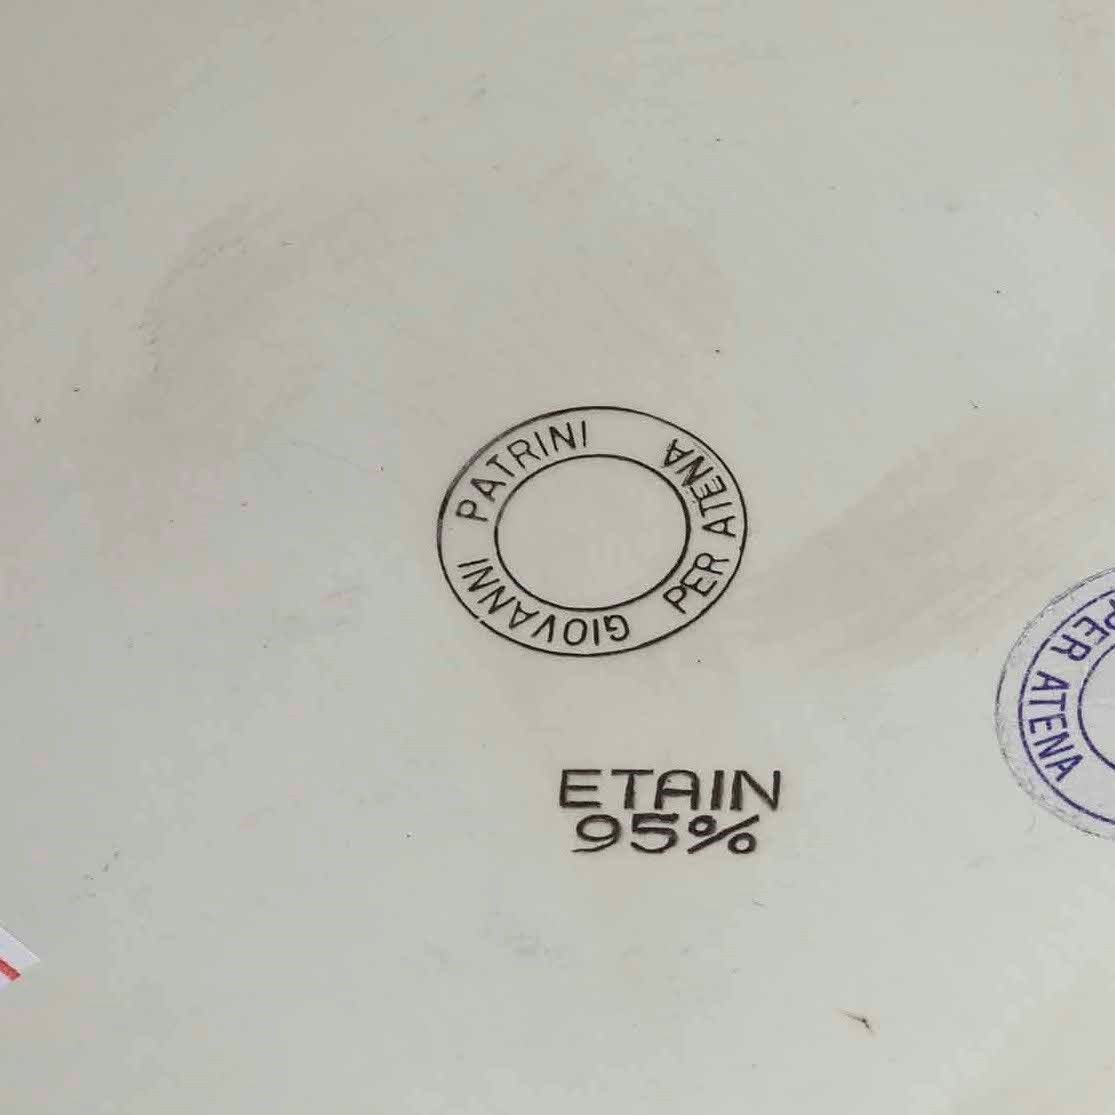 GIOVANNI PATRINI
PER ATENA
ETAIN
95%
PER ATENA